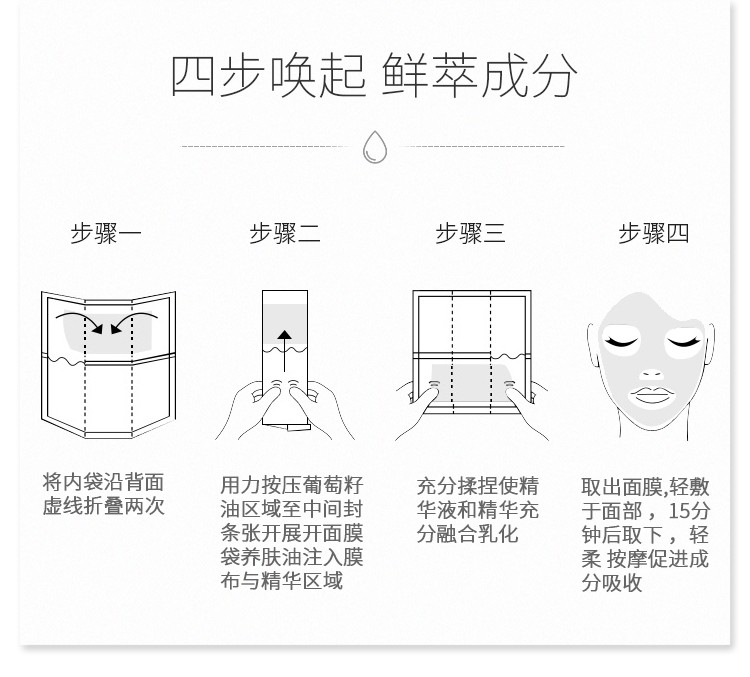 四步唤起 鲜萃成分
步骤一
步骤二
步骤三
步骤四
将内袋沿背面
虚线折叠两次
用力按压葡萄籽
油区域至中间封
条张开展开面膜
袋养肤油注入膜
布与精华区域
充分揉捏使精
华液和精华充
分融合乳化
取出面膜,轻敷
于面部 ，15分
钟后取下 ，轻
柔 按摩促进成
分吸收